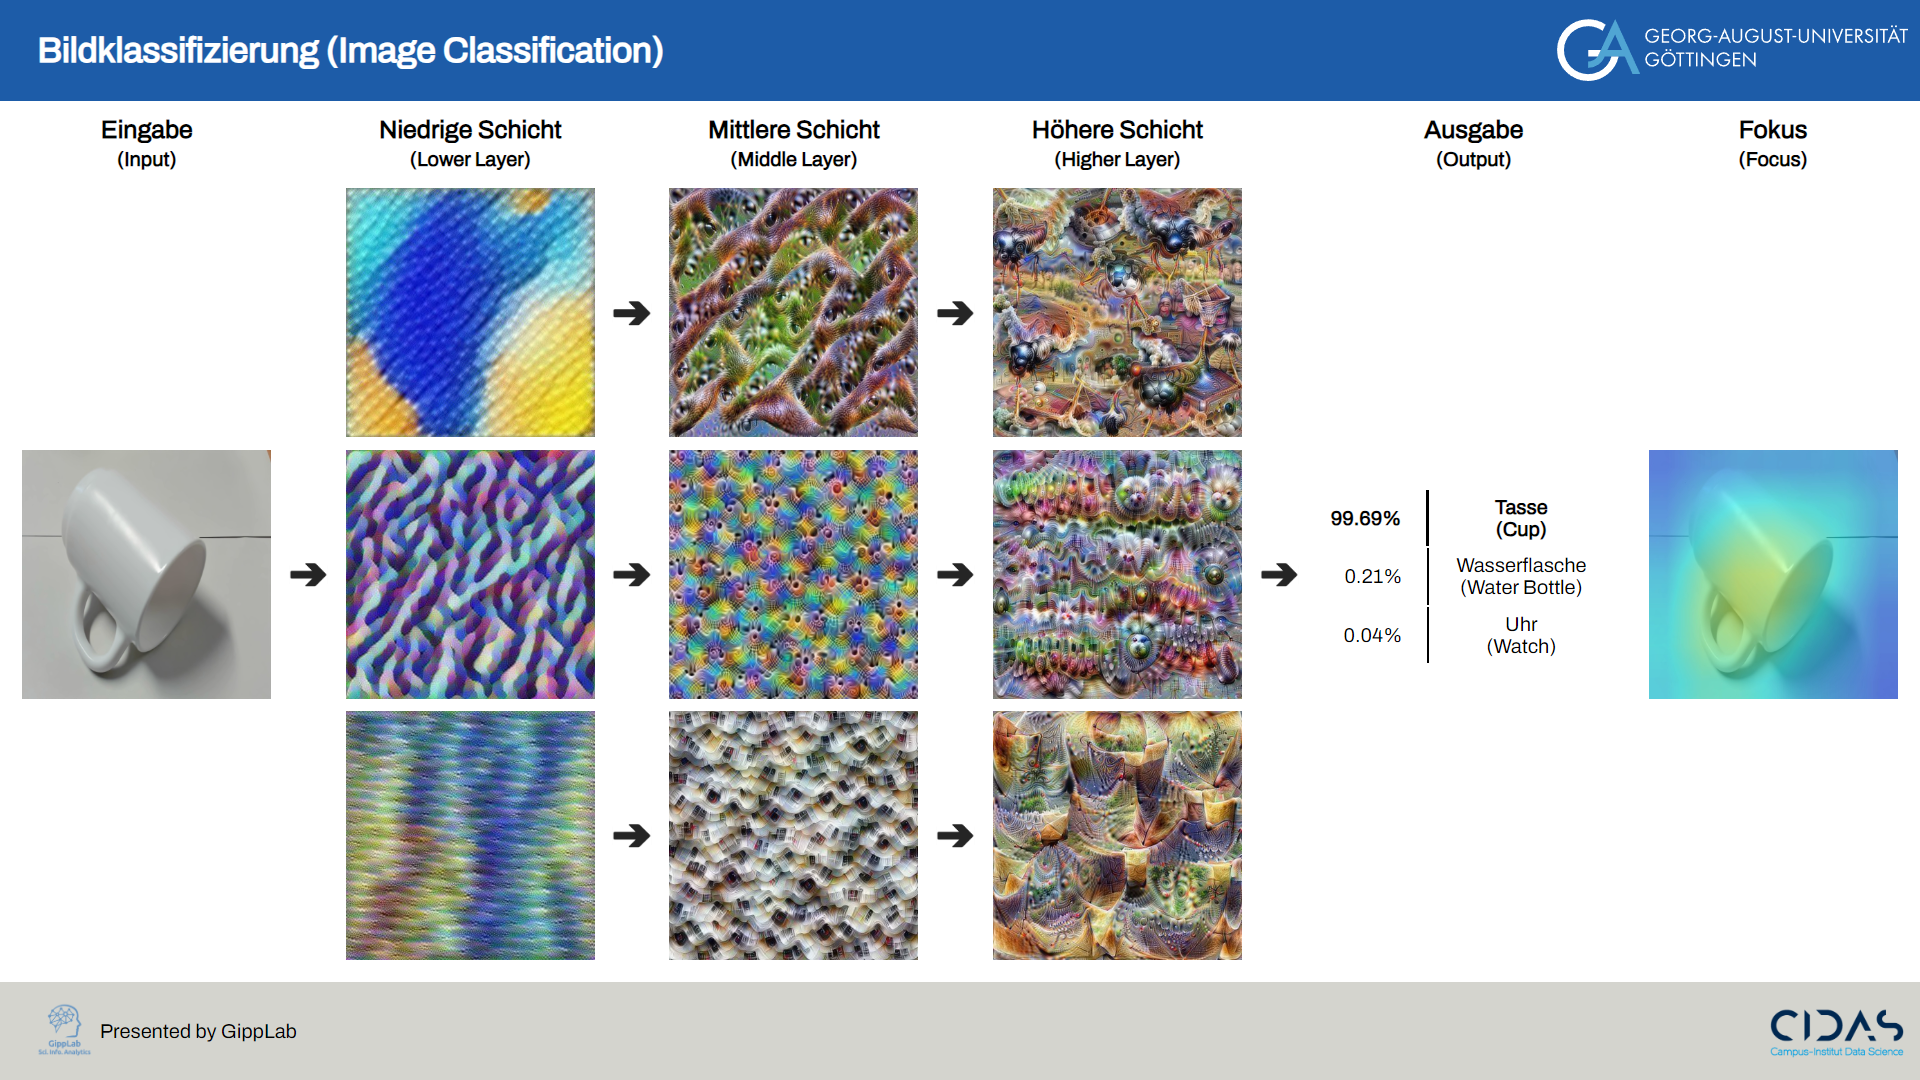 Bildklassifizierung (Image Classification)
GEORG-AUGUST-UNIVERSITÄT
GÖTTINGEN
Eingabe
(Input)
Niedrige Schicht
(Lower Layer)
Mittlere Schicht
(Middle Layer)
Höhere Schicht
(Higher Layer)
Ausgabe
(Output)
Fokus
(Focus)
99.69%
Tasse
(Cup)
0.21%
Wasserflasche
(Water Bottle)
0.04%
Uhr
(Watch)
GippLab
Sci. Info. Analytics
Presented by GippLab
CIDAS
Campus-Institut Data Science